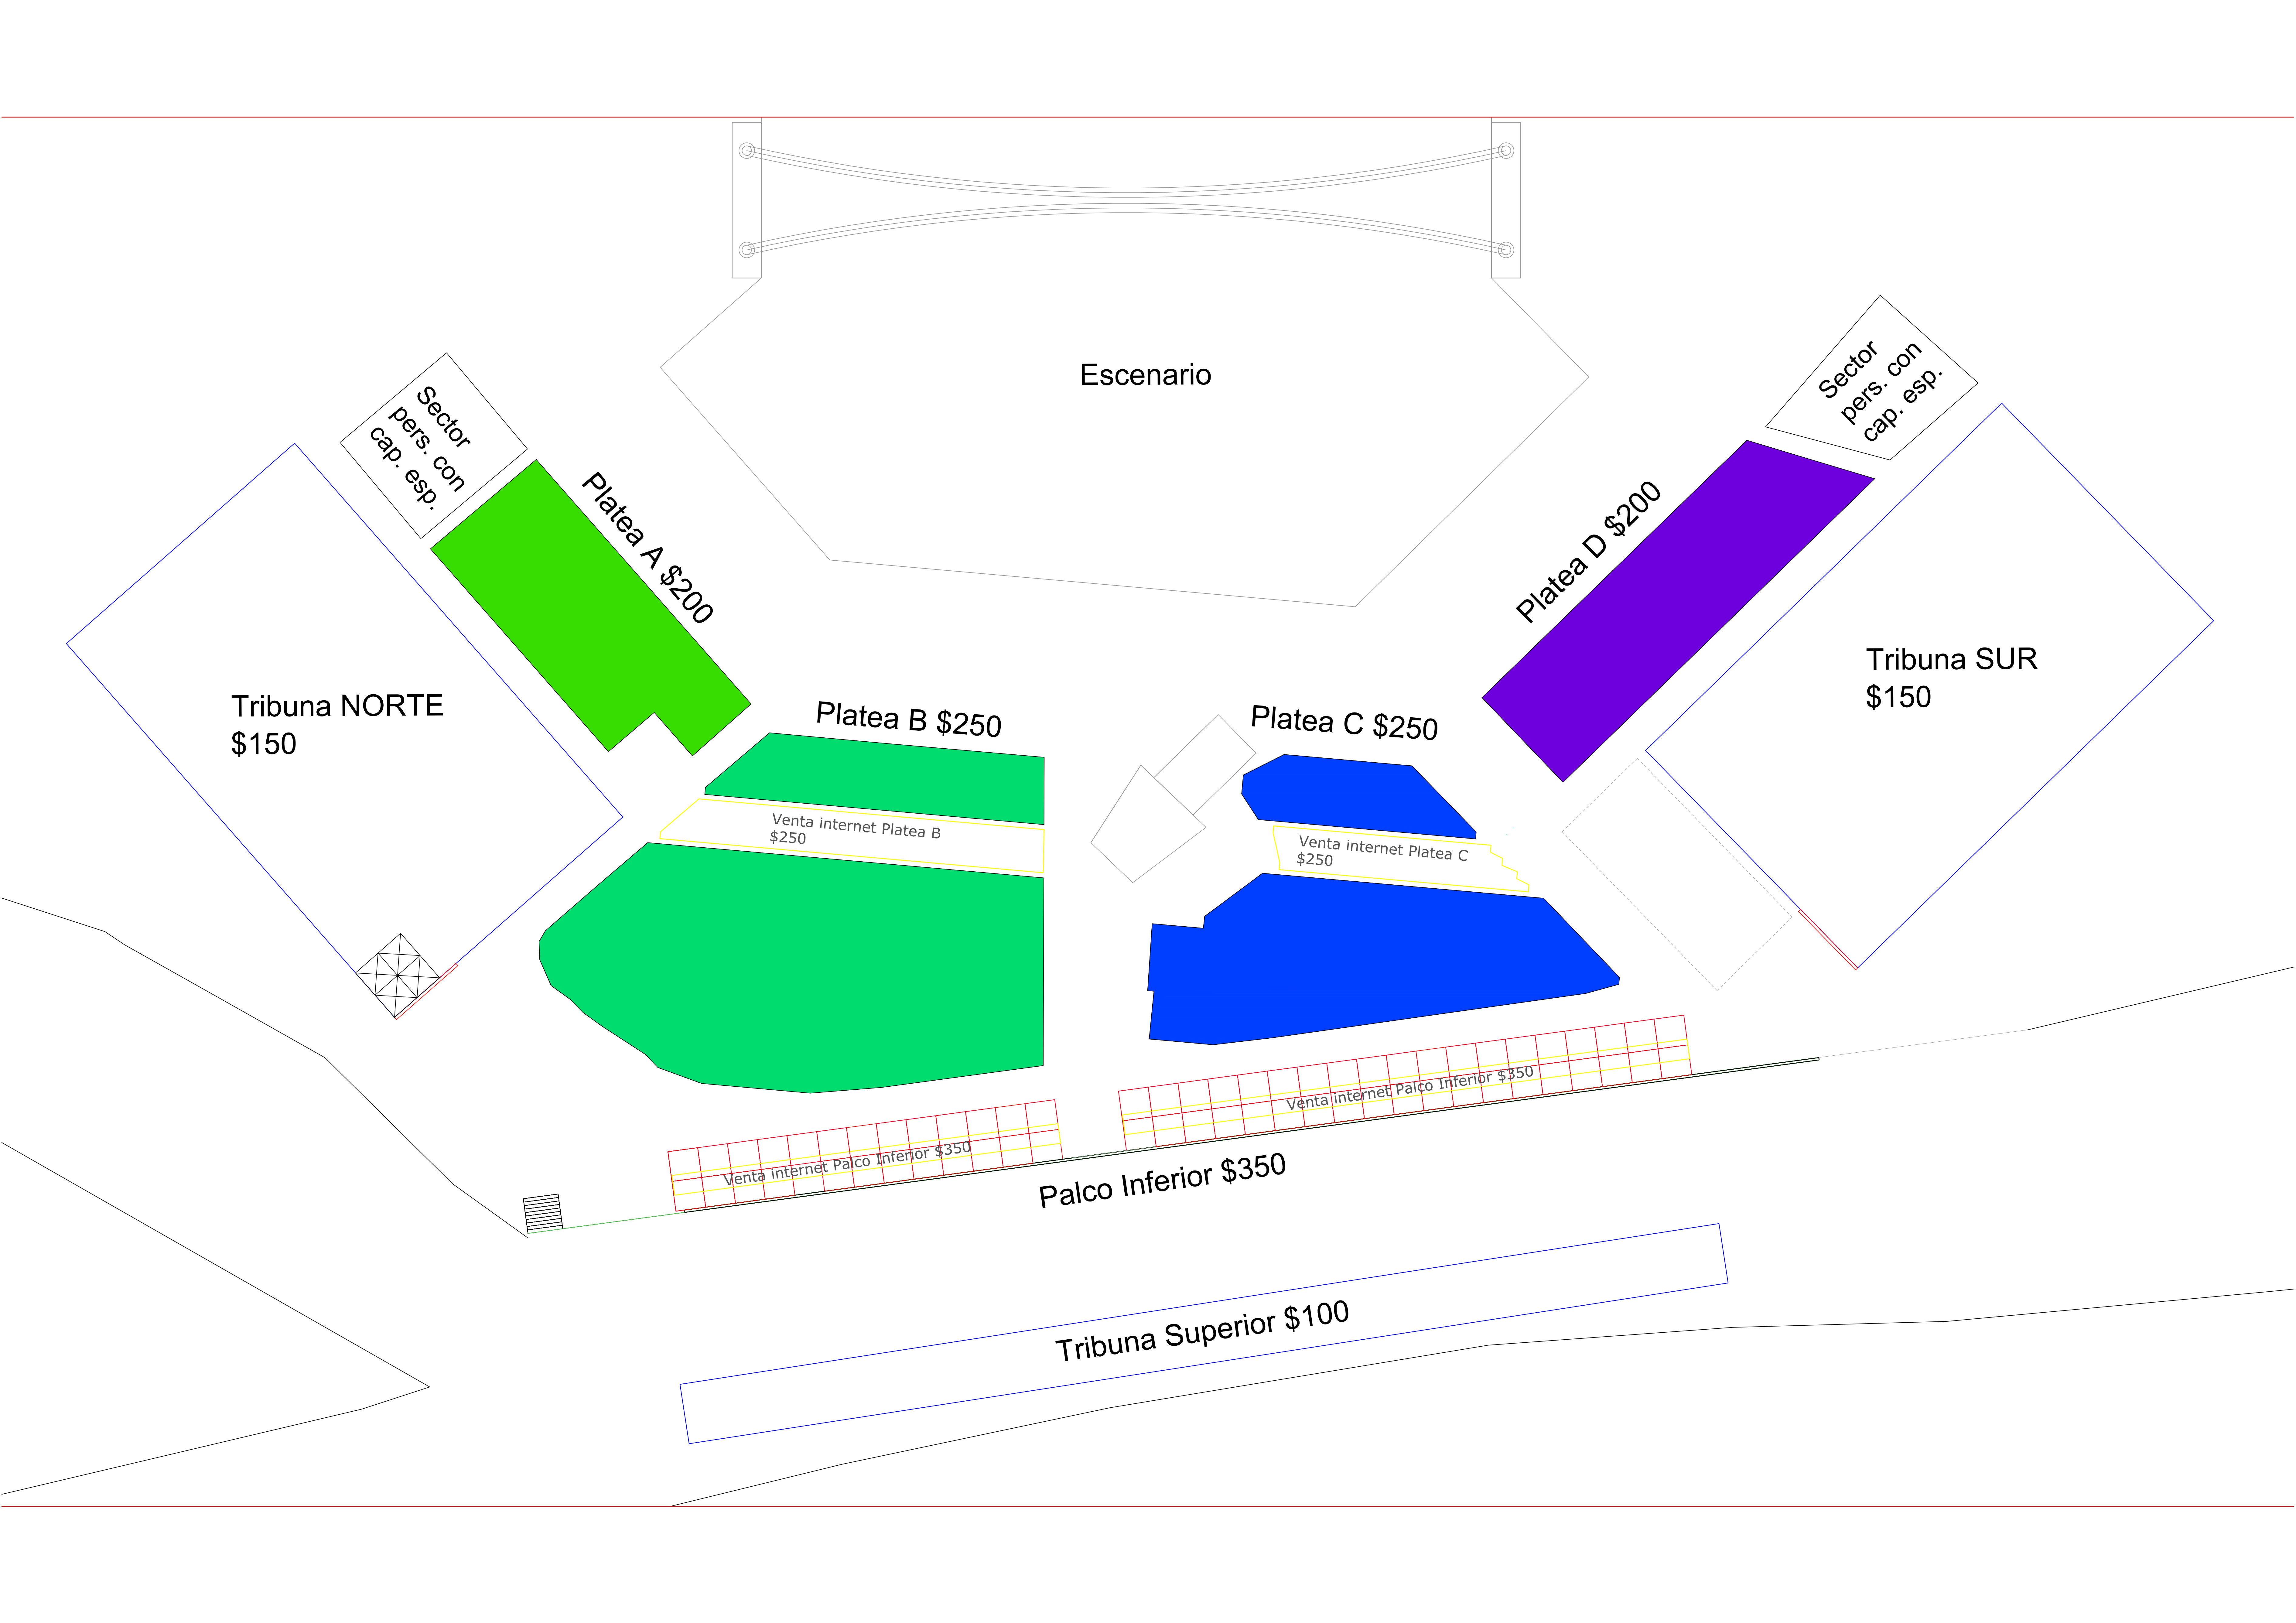 Escenario
Sector
pers. con
cap. esp.
Sector
pers. con
cap. esp.
Platea A $200
Platea D $200
Tribuna NORTE
$150
Tribuna SUR
$150
Platea B $250
Platea C $250
Venta internet Platea B
$250
Venta internet Platea C
$250
Venta internet Palco Inferior $350
Venta internet Palco Inferior $350
Palco Inferior $350
Tribuna Superior $100